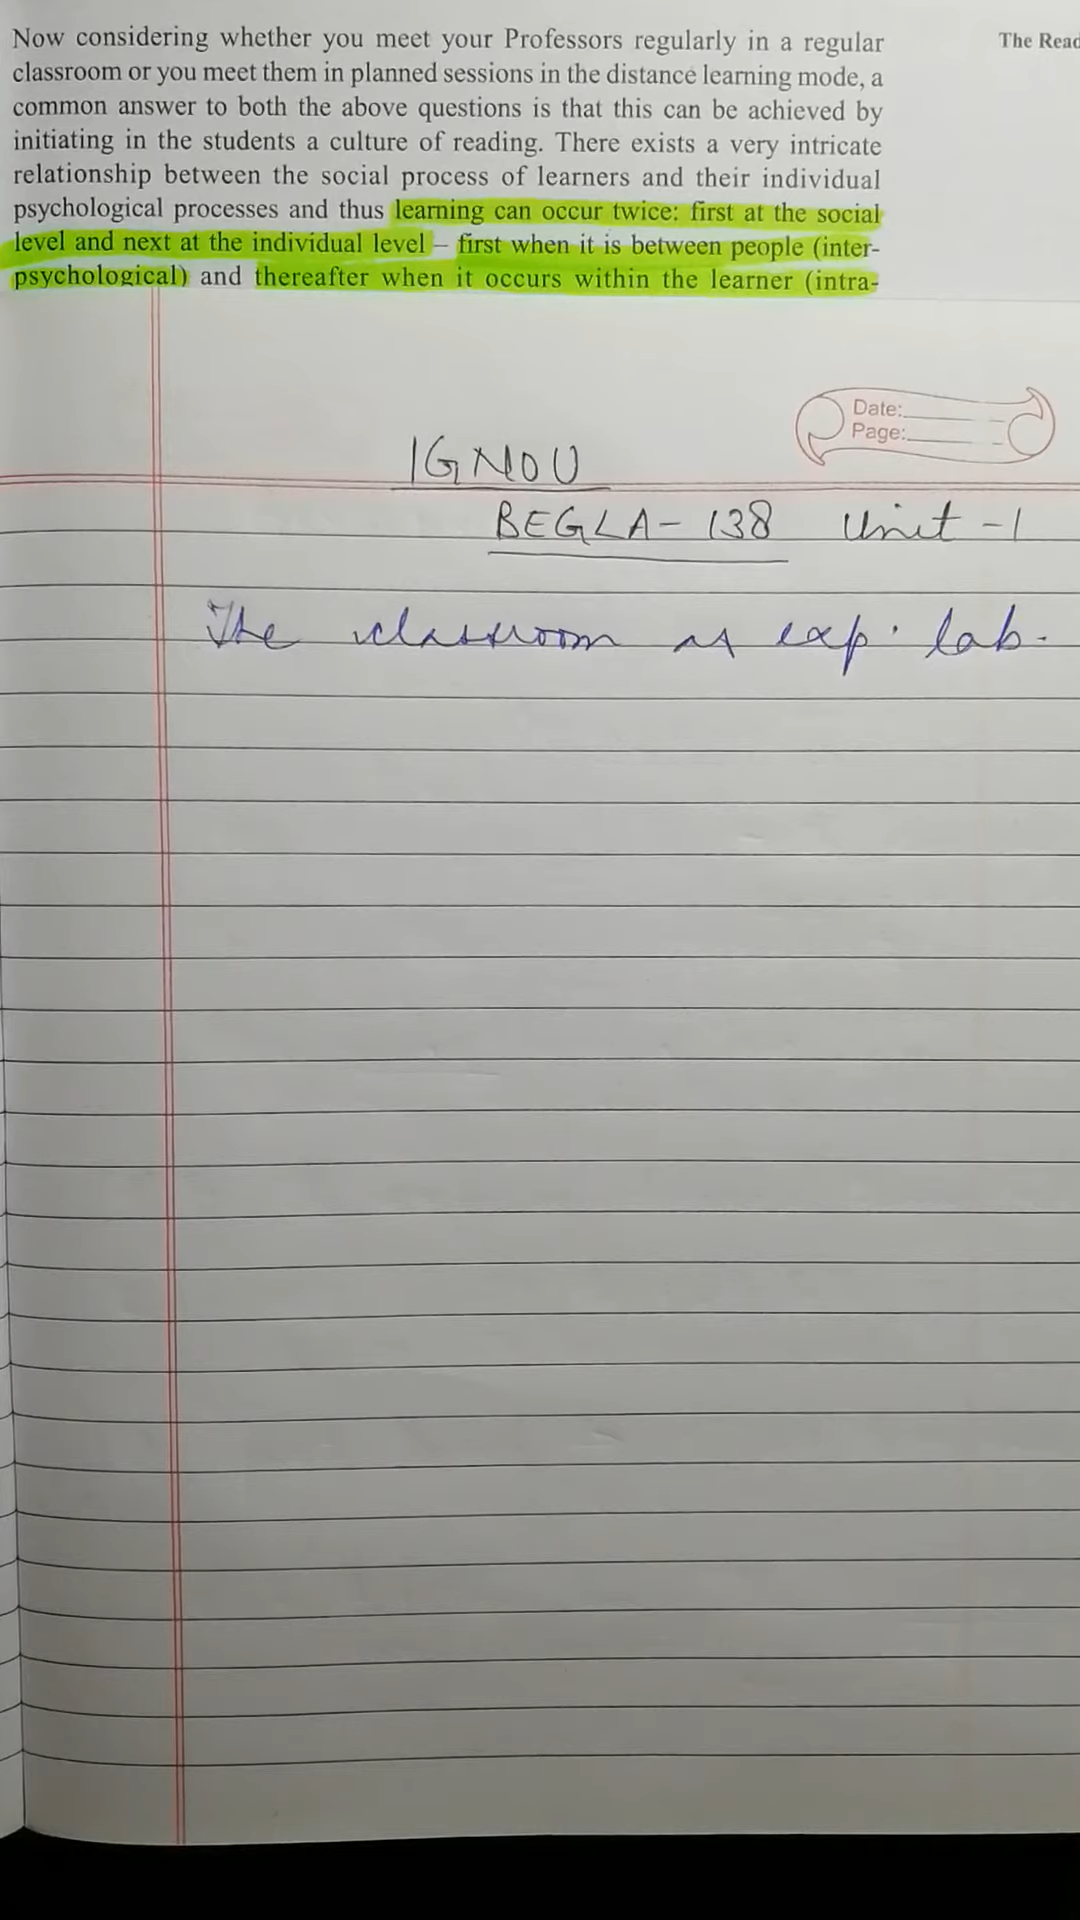 Now considering whether you meet your Professors regularly in a regular
The Read
classroom or you meet them in planned sessions in the distance learning mode, a
common answer to both the above questions is that this can be achieved by
initiating in the students a culture of reading. There exists a very intricate
relationship between the social process of learners and their individual
psychological processes and thus learning can occur twice: first at the social
level and next at the individual level – first when it is between people (inter-
psychological) and thereafter when it occurs within the learner (intra-
Date:
Page:
IGNOU
BEGLA-138 Unit-1
The classroom as exp. lab.